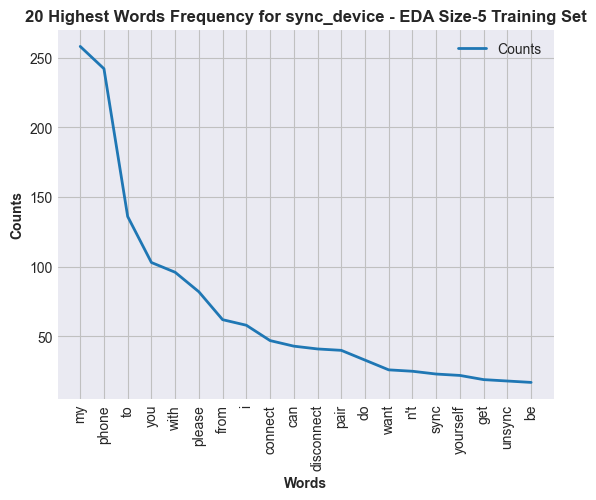 20 Highest Words Frequency for sync_device - EDA Size-5 Training Set
Counts
250
200
150
100
50
Counts
my
phone
to
you
with
please
from
i
connect
can
disconnect
pair
do
want
n't
sync
yourself
get
unsync
be
Words